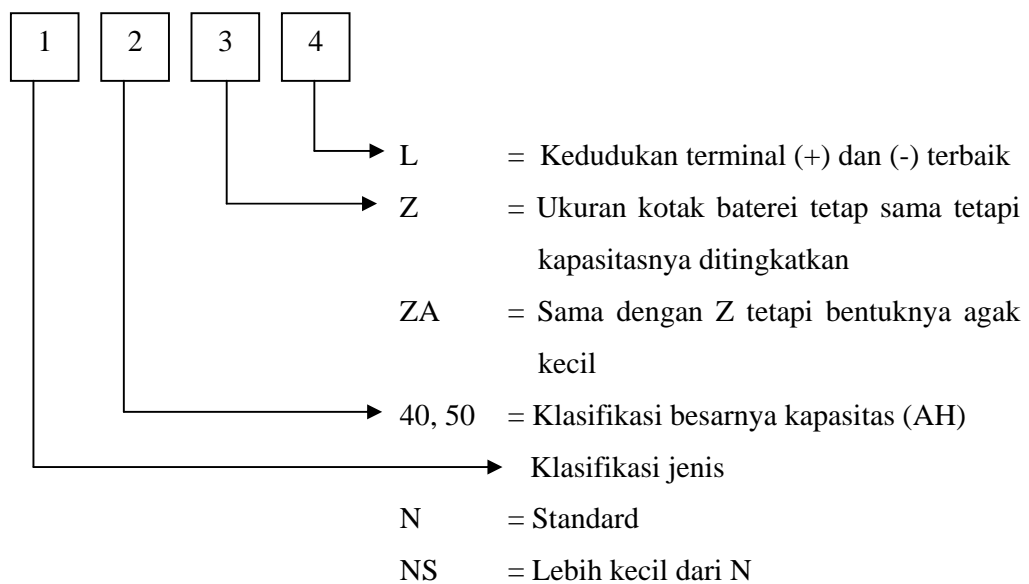 1 2 3 4
L = Kedudukan terminal (+) dan (-) terbaik
Z = Ukuran kotak baterei tetap sama tetapi
kapasitasnya ditingkatkan
ZA = Sama dengan Z tetapi bentuknya agak
kecil
40, 50 = Klasifikasi besarnya kapasitas (AH)
Klasifikasi jenis
N = Standard
NS = Lebih kecil dari N